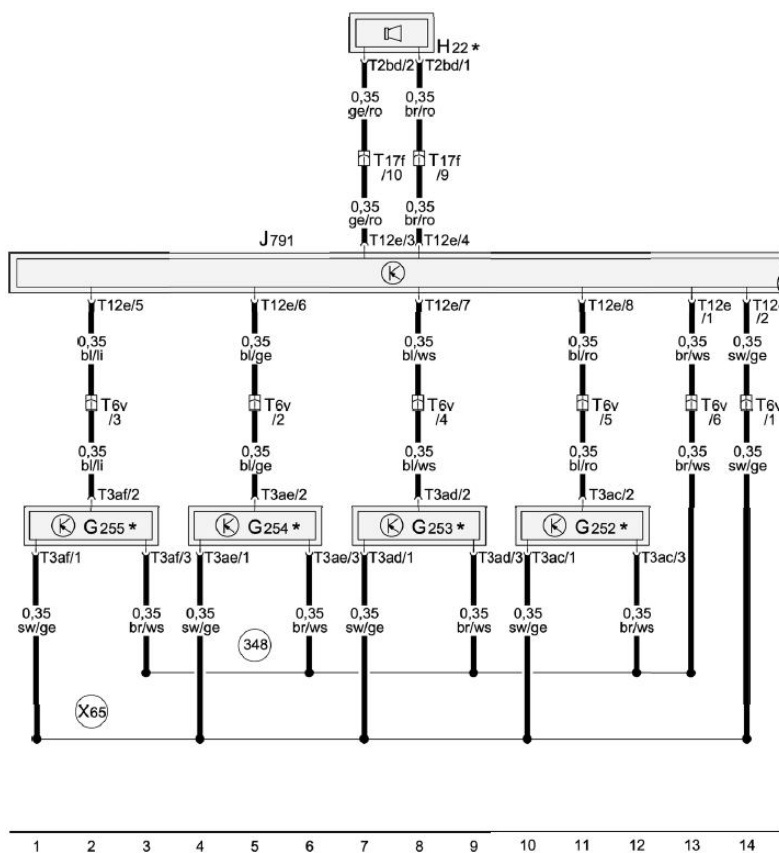 H22 *
T2bd/2 T2bd/1
0,35 0,35
ge/ro br/ro
T17f T17f
/10 /9
0,35 0,35
ge/ro br/ro
J791 T12e/3 T12e/4
T12e/5 T12e/6 T12e/7 T12e/8 T12e T12e
/1 /2
0,35 0,35 0,35 0,35 0,35 0,35
bl/li bl/ge bl/ws bl/ro br/ws sw/ge
T6v T6v T6v T6v T6v T6v
/3 /2 /4 /5 /6 /1
0,35 0,35 0,35 0,35 0,35 0,35
bl/li bl/ge bl/ws bl/ro br/ws sw/ge
T3af/2 T3ae/2 T3ad/2 T3ac/2
G255 * G254 * G253 * G252 *
T3af/1 T3af/3 T3ae/1 T3ae/3 T3ad/1 T3ad/3 T3ac/1 T3ac/3
0,35 0,35 0,35 0,35 0,35 0,35 0,35 0,35
sw/ge br/ws sw/ge br/ws sw/ge br/ws sw/ge br/ws
348
X65
1 2 3 4 5 6 7 8 9 10 11 12 13 14